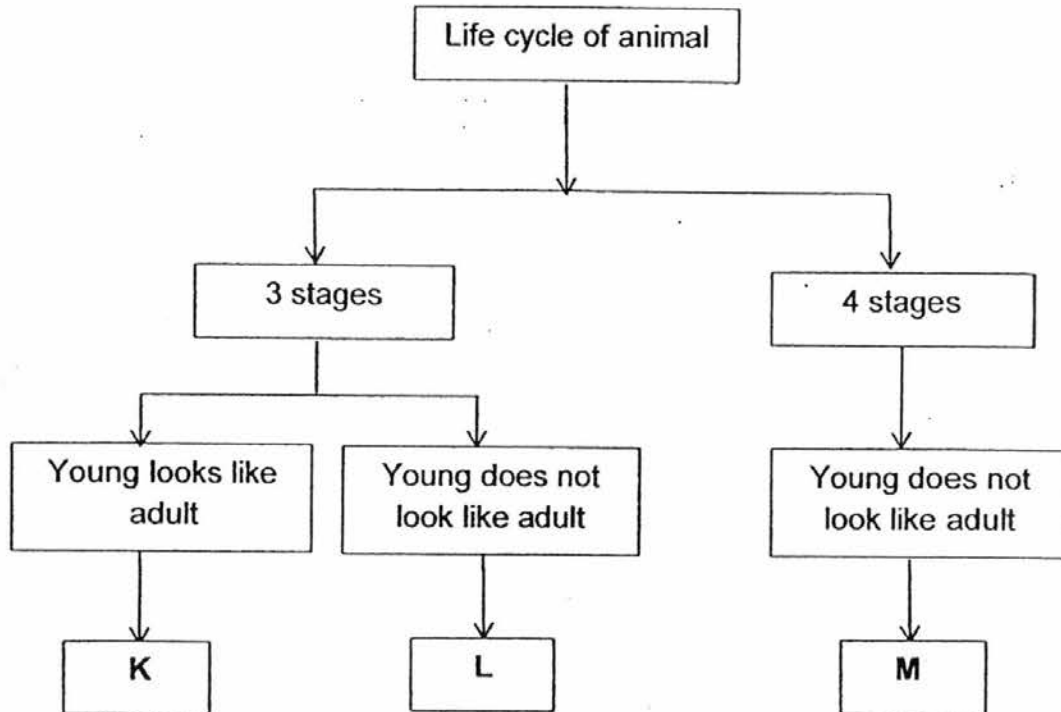 Life cycle of animal
3 stages
4 stages
Young looks like
adult
Young does not
look like adult
Young does not
look like adult
K
L
M